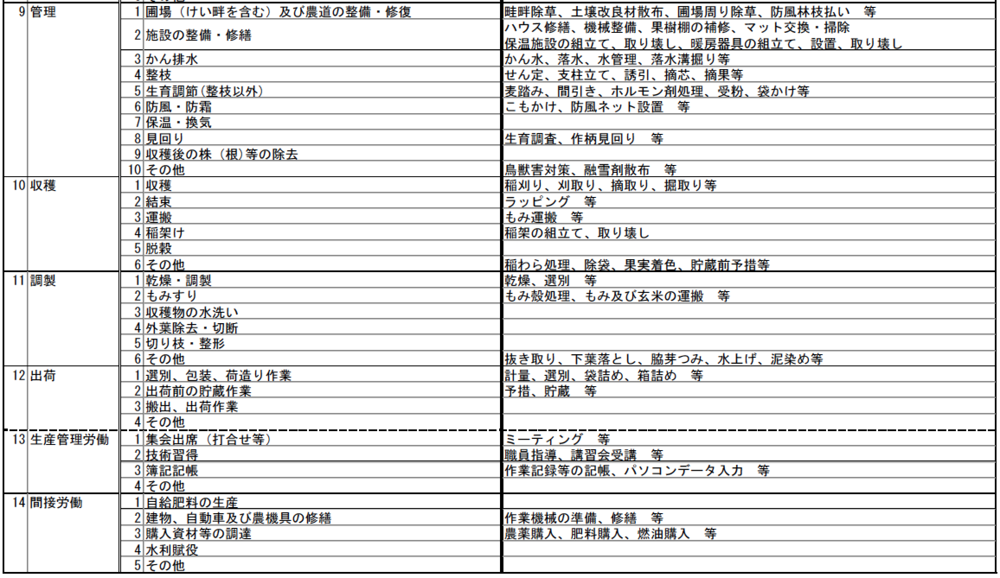 9 管理 1 圃場（けい畔を含む）及び農道の整備・修復 畦畔除草、土壌改良材散布、圃場周り除草、防風林枝払い　等
2 施設の整備・修繕 ハウス修繕、機械整備、果樹棚の補修、マット交換・掃除
保温施設の組立て、取り壊し、暖房器具の組立て、設置、取り壊し
3 かん排水 かん水、落水、水管理、落水溝掘り等
4 整枝 せん定、支柱立て、誘引、摘芯、摘果等
5 生育調節(整枝以外) 麦踏み、間引き、ホルモン剤処理、受粉、袋かけ等
6 防風・防霜 こもかけ、防風ネット設置　等
7 保温・換気
8 見回り 生育調査、作柄見回り　等
9 収穫後の株（根)等の除去
10 その他 鳥獣害対策、融雪剤散布　等
10 収穫 1 収穫 稲刈り、刈取り、摘取り、掘取り等
2 結束 ラッピング　等
3 運搬 もみ運搬　等
4 稲架け 稲架の組立て、取り壊し
5 脱穀
6 その他 稲わら処理、除袋、果実着色、貯蔵前予措等
11 調製 1 乾燥・調製 乾燥、選別　等
2 もみすり もみ殻処理、もみ及び玄米の運搬　等
3 収穫物の水洗い
4 外葉除去・切断
5 切り枝・整形
6 その他 抜き取り、下葉落とし、脇芽つみ、水上げ、泥染め等
12 出荷 1 選別、包装、荷造り作業 計量、選別、袋詰め、箱詰め　等
2 出荷前の貯蔵作業 予措、貯蔵　等
3 搬出、出荷作業
4 その他
13 生産管理労働 1 集会出席（打合せ等） ミーティング　等
2 技術習得 職員指導、講習会受講　等
3 簿記記帳 作業記録等の記帳、パソコンデータ入力　等
4 その他
14 間接労働 1 自給肥料の生産
2 建物、自動車及び農機具の修繕 作業機械の準備、修繕　等
3 購入資材等の調達 農薬購入、肥料購入、燃油購入　等
4 水利賦役
5 その他